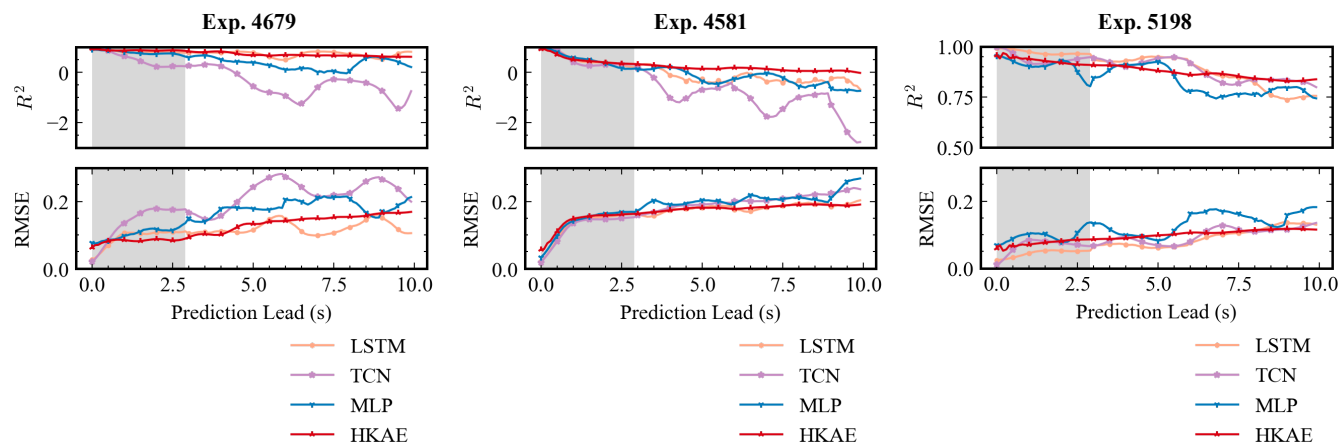 Exp. 4679
Exp. 4581
Exp. 5198
R²
0
−2
R²
0
−2
R²
1.00
0.75
0.50
RMSE
0.2
0.0
RMSE
0.2
0.0
RMSE
0.2
0.0
0.0 2.5 5.0 7.5 10.0
0.0 2.5 5.0 7.5 10.0
0.0 2.5 5.0 7.5 10.0
Prediction Lead (s)
Prediction Lead (s)
Prediction Lead (s)
LSTM
TCN
MLP
HKAE
LSTM
TCN
MLP
HKAE
LSTM
TCN
MLP
HKAE